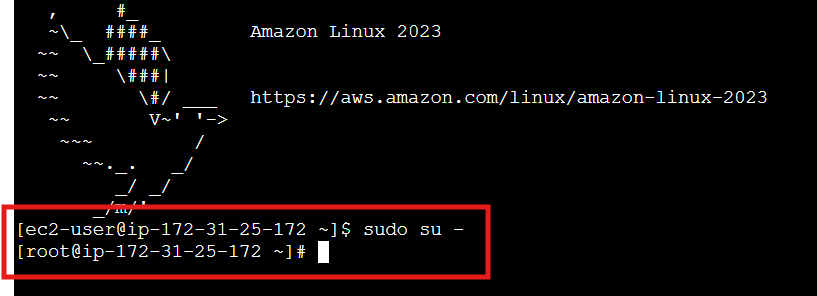 ,     #_
   ~\_  ####_        Amazon Linux 2023
  ~~  \_#####\
  ~~     \###|
  ~~       \#/ ___   https://aws.amazon.com/linux/amazon-linux-2023
   ~~       V~' '->
    ~~~         /
      ~~._.   _/
         _/ _/
       _/m/'
[ec2-user@ip-172-31-25-172 ~]$ sudo su -
[root@ip-172-31-25-172 ~]#